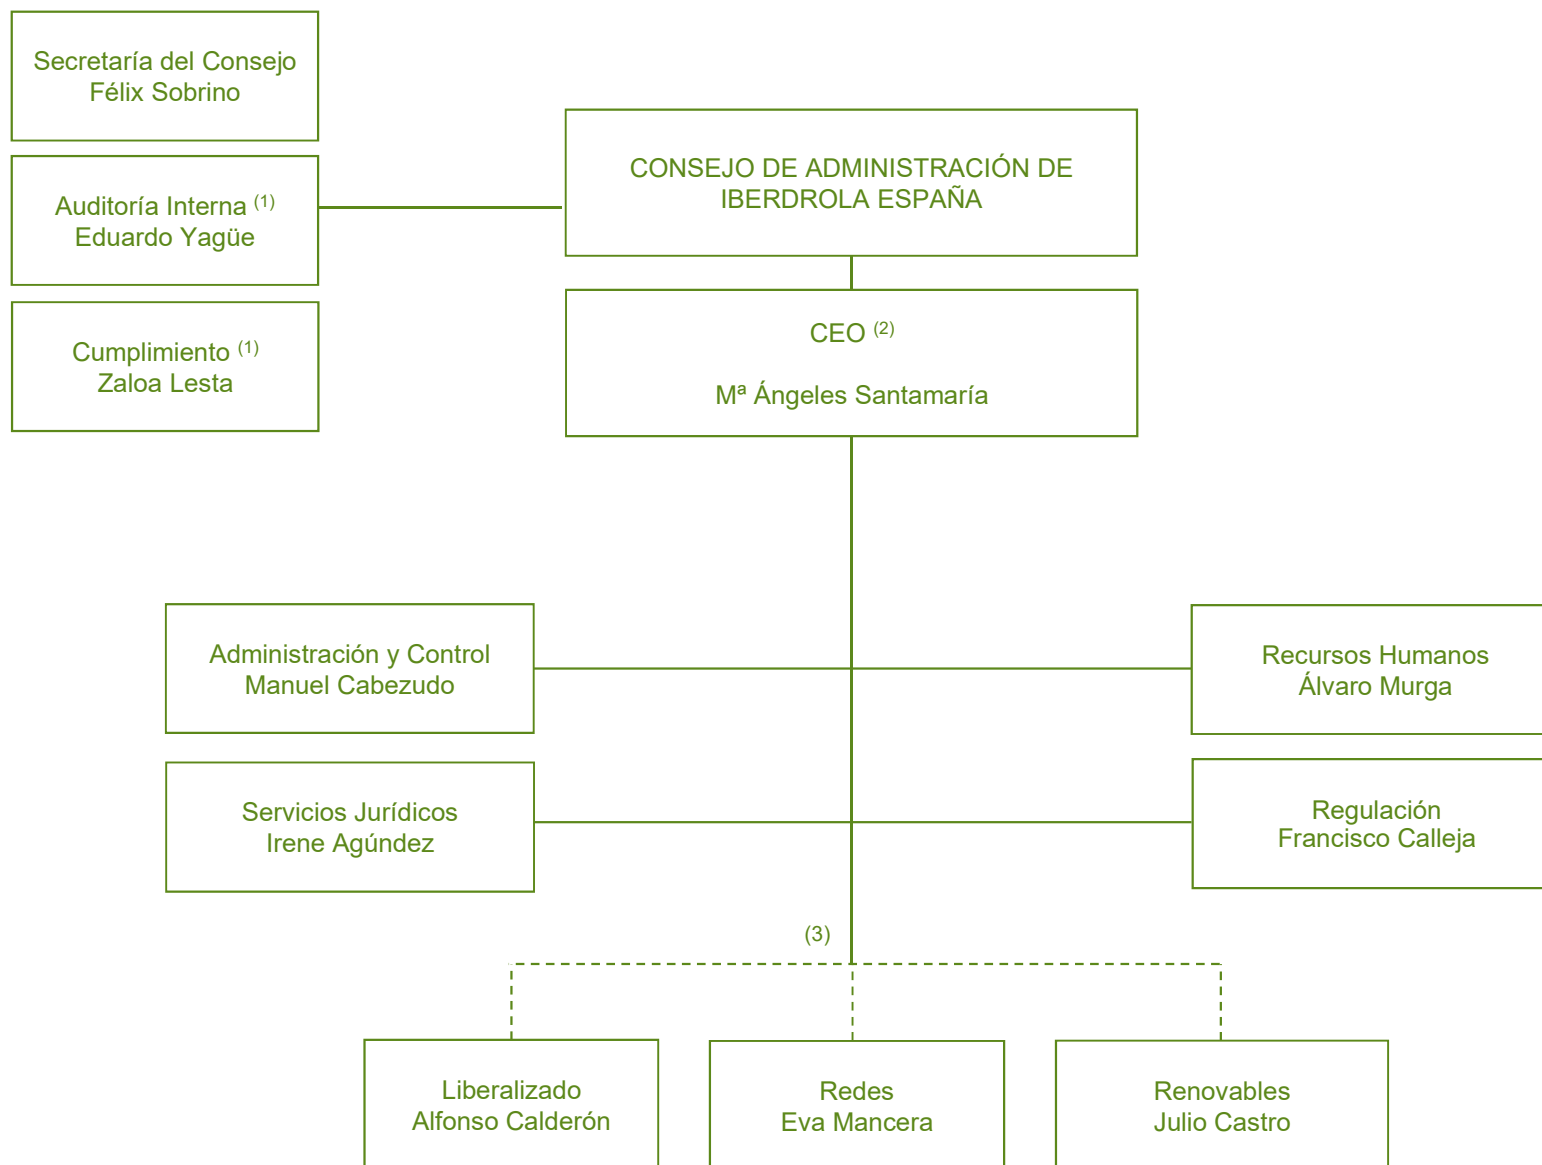 Secretaría del Consejo
Félix Sobrino
Auditoría Interna (1)
Eduardo Yagüe
Cumplimiento (1)
Zaloa Lesta
CONSEJO DE ADMINISTRACIÓN DE
IBERDROLA ESPAÑA
CEO (2)
Mª Ángeles Santamaría
Administración y Control
Manuel Cabezudo
Recursos Humanos
Álvaro Murga
Servicios Jurídicos
Irene Agúndez
Regulación
Francisco Calleja
(3)
Liberalizado
Alfonso Calderón
Redes
Eva Mancera
Renovables
Julio Castro